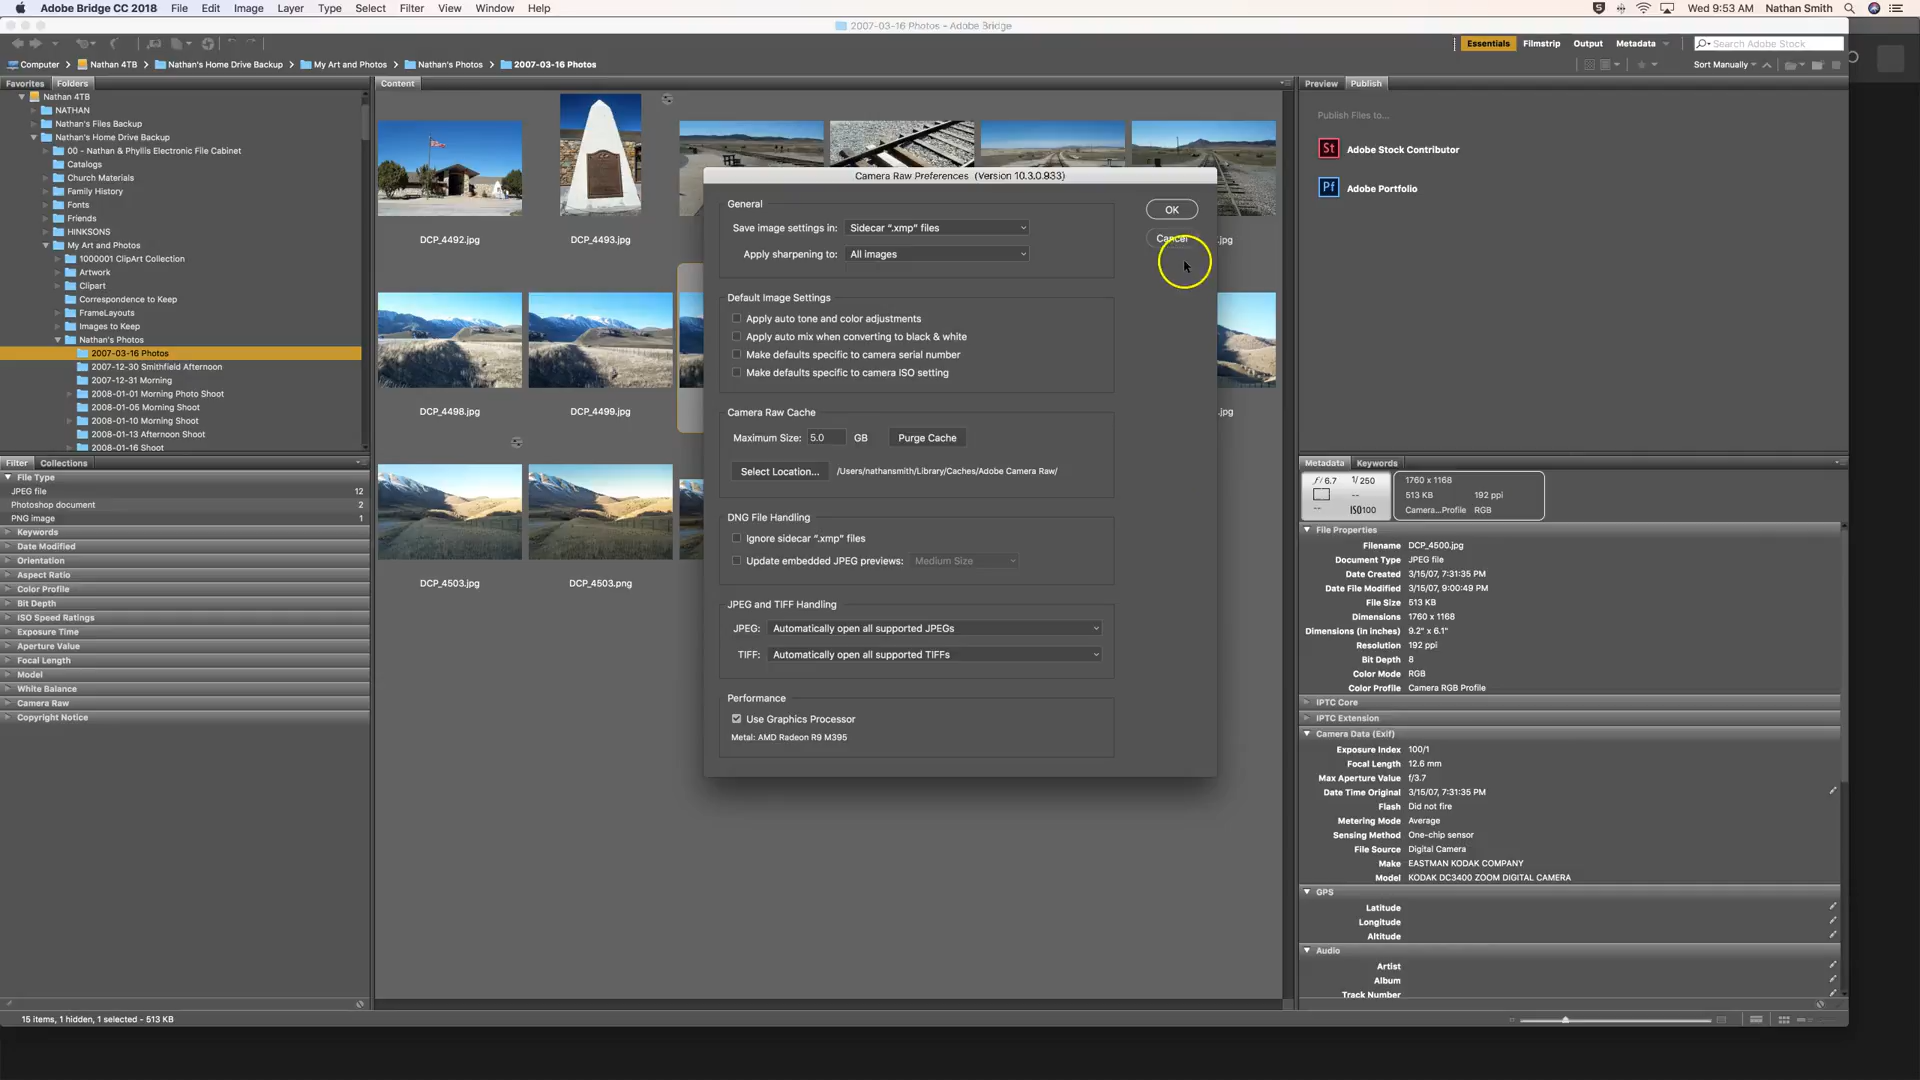 Adobe Bridge CC 2018 File Edit Image Layer Type Select Filter View Window Help Wed 9:53 AM Nathan Smith
2007-03-16 Photos - Adobe Bridge
Essentials Filmstrip Output Metadata Search Adobe Stock
Computer Nathan 4TB Nathan's Home Drive Backup My Art and Photos Nathan's Photos 2007-03-16 Photos Sort Manually
Favorites Folders
Nathan 4TB
NATHAN
Nathan's Files Backup
Nathan's Home Drive Backup
00 - Nathan & Phyllis Electronic File Cabinet
Catalogs
Church Materials
Family History
Fonts
Friends
HINKSONS
My Art and Photos
1000001 ClipArt Collection
Artwork
Clipart
Correspondence to Keep
FrameLayouts
Images to Keep
Nathan's Photos
2007-03-16 Photos
2007-12-30 Smithfield Afternoon
2007-12-31 Morning
2008-01-01 Morning Photo Shoot
2008-01-05 Morning Shoot
2008-01-10 Morning Shoot
2008-01-13 Afternoon Shoot
2008-01-16 Shoot
Filter Collections
File Type
JPEG file 12
Photoshop document 2
PNG image 1
Keywords
Date Modified
Orientation
Aspect Ratio
Color Profile
Bit Depth
ISO Speed Ratings
Exposure Time
Aperture Value
Focal Length
Model
White Balance
Camera Raw
Copyright Notice
15 items, 1 hidden, 1 selected - 513 KB
Content
DCP_4492.jpg DCP_4493.jpg .jpg
DCP_4498.jpg DCP_4499.jpg .jpg
DCP_4503.jpg DCP_4503.png
Camera Raw Preferences (Version 10.3.0.933)
General
Save image settings in: Sidecar ".xmp" files
Apply sharpening to: All images
OK
Cancel
Default Image Settings
Apply auto tone and color adjustments
Apply auto mix when converting to black & white
Make defaults specific to camera serial number
Make defaults specific to camera ISO setting
Camera Raw Cache
Maximum Size: 5.0 GB Purge Cache
Select Location... /Users/nathansmith/Library/Caches/Adobe Camera Raw/
DNG File Handling
Ignore sidecar ".xmp" files
Update embedded JPEG previews: Medium Size
JPEG and TIFF Handling
JPEG: Automatically open all supported JPEGs
TIFF: Automatically open all supported TIFFs
Performance
Use Graphics Processor
Metal: AMD Radeon R9 M395
Preview Publish
Publish Files to...
St Adobe Stock Contributor
Pf Adobe Portfolio
Metadata Keywords
f/6.7 1/250
--
-- ISO100
1760 x 1168
513 KB 192 ppi
Camera...Profile RGB
File Properties
Filename DCP_4500.jpg
Document Type JPEG file
Date Created 3/15/07, 7:31:35 PM
Date File Modified 3/15/07, 9:00:49 PM
File Size 513 KB
Dimensions 1760 x 1168
Dimensions (in inches) 9.2" x 6.1"
Resolution 192 ppi
Bit Depth 8
Color Mode RGB
Color Profile Camera RGB Profile
IPTC Core
IPTC Extension
Camera Data (Exif)
Exposure Index 100/1
Focal Length 12.6 mm
Max Aperture Value f/3.7
Date Time Original 3/15/07, 7:31:35 PM
Flash Did not fire
Metering Mode Average
Sensing Method One-chip sensor
File Source Digital Camera
Make EASTMAN KODAK COMPANY
Model KODAK DC3400 ZOOM DIGITAL CAMERA
GPS
Latitude
Longitude
Altitude
Audio
Artist
Album
Track Number